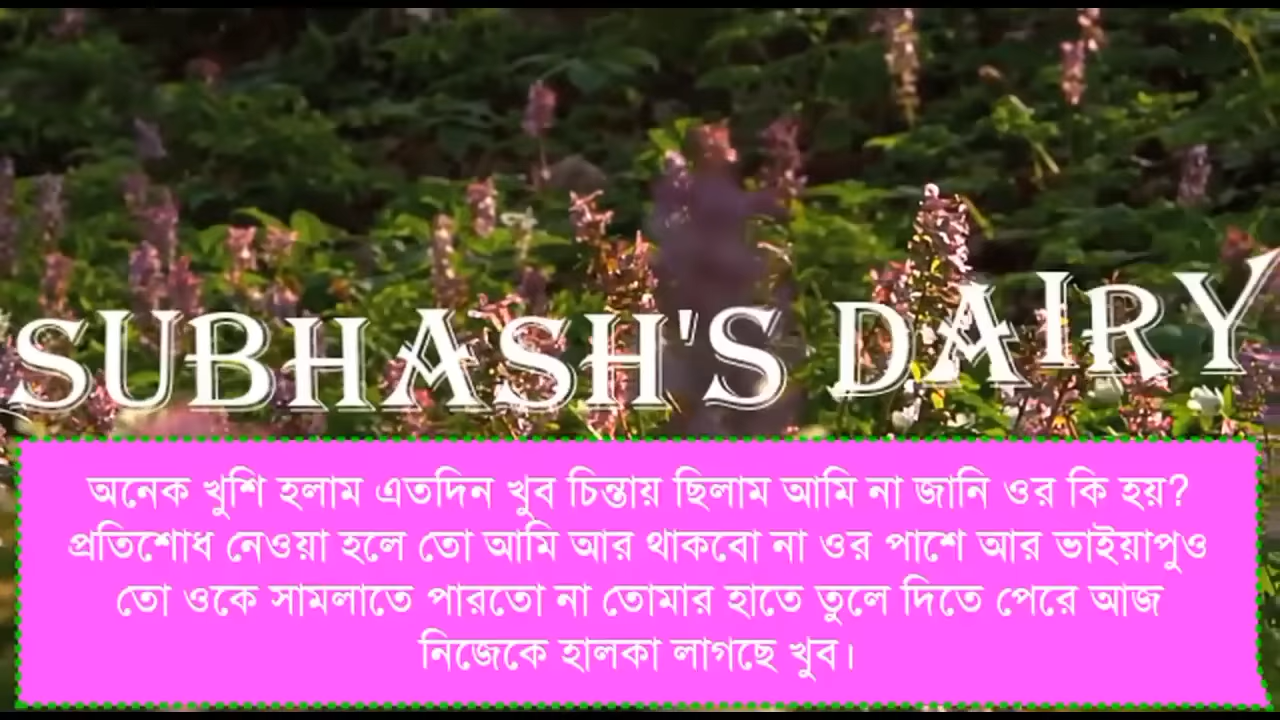 SUBHASH'S DAIRY
অনেক খুশি হলাম এতদিন খুব চিন্তায় ছিলাম আমি না জানি ওর কি হয়?
প্রতিশোধ নেওয়া হলে তো আমি আর থাকবো না ওর পাশে আর ভাইয়াপুও
তো ওকে সামলাতে পারতো না তোমার হাতে তুলে দিতে পেরে আজ
নিজেকে হালকা লাগছে খুব।